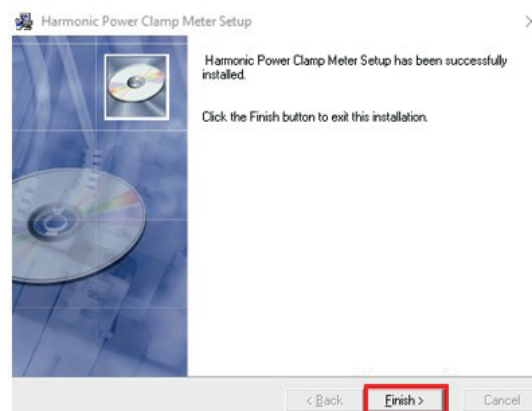 Harmonic Power Clamp Meter Setup
Harmonic Power Clamp Meter Setup has been successfully
installed.
Click the Finish button to exit this installation.
< Back
Finish >
Cancel